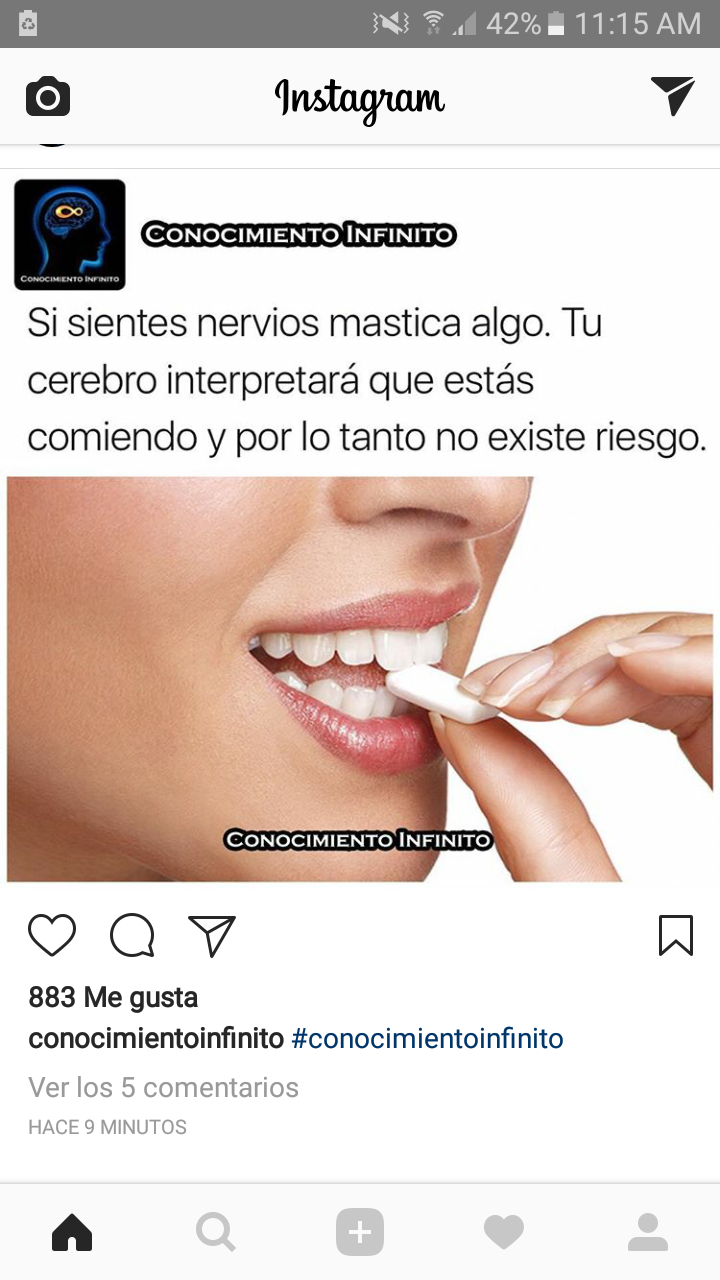 42% 11:15 AM
Instagram
CONOCIMIENTO INFINITO
CONOCIMIENTO INFINITO
Si sientes nervios mastica algo. Tu
cerebro interpretará que estás
comiendo y por lo tanto no existe riesgo.
CONOCIMIENTO INFINITO
883 Me gusta
conocimientoinfinito #conocimientoinfinito
Ver los 5 comentarios
HACE 9 MINUTOS